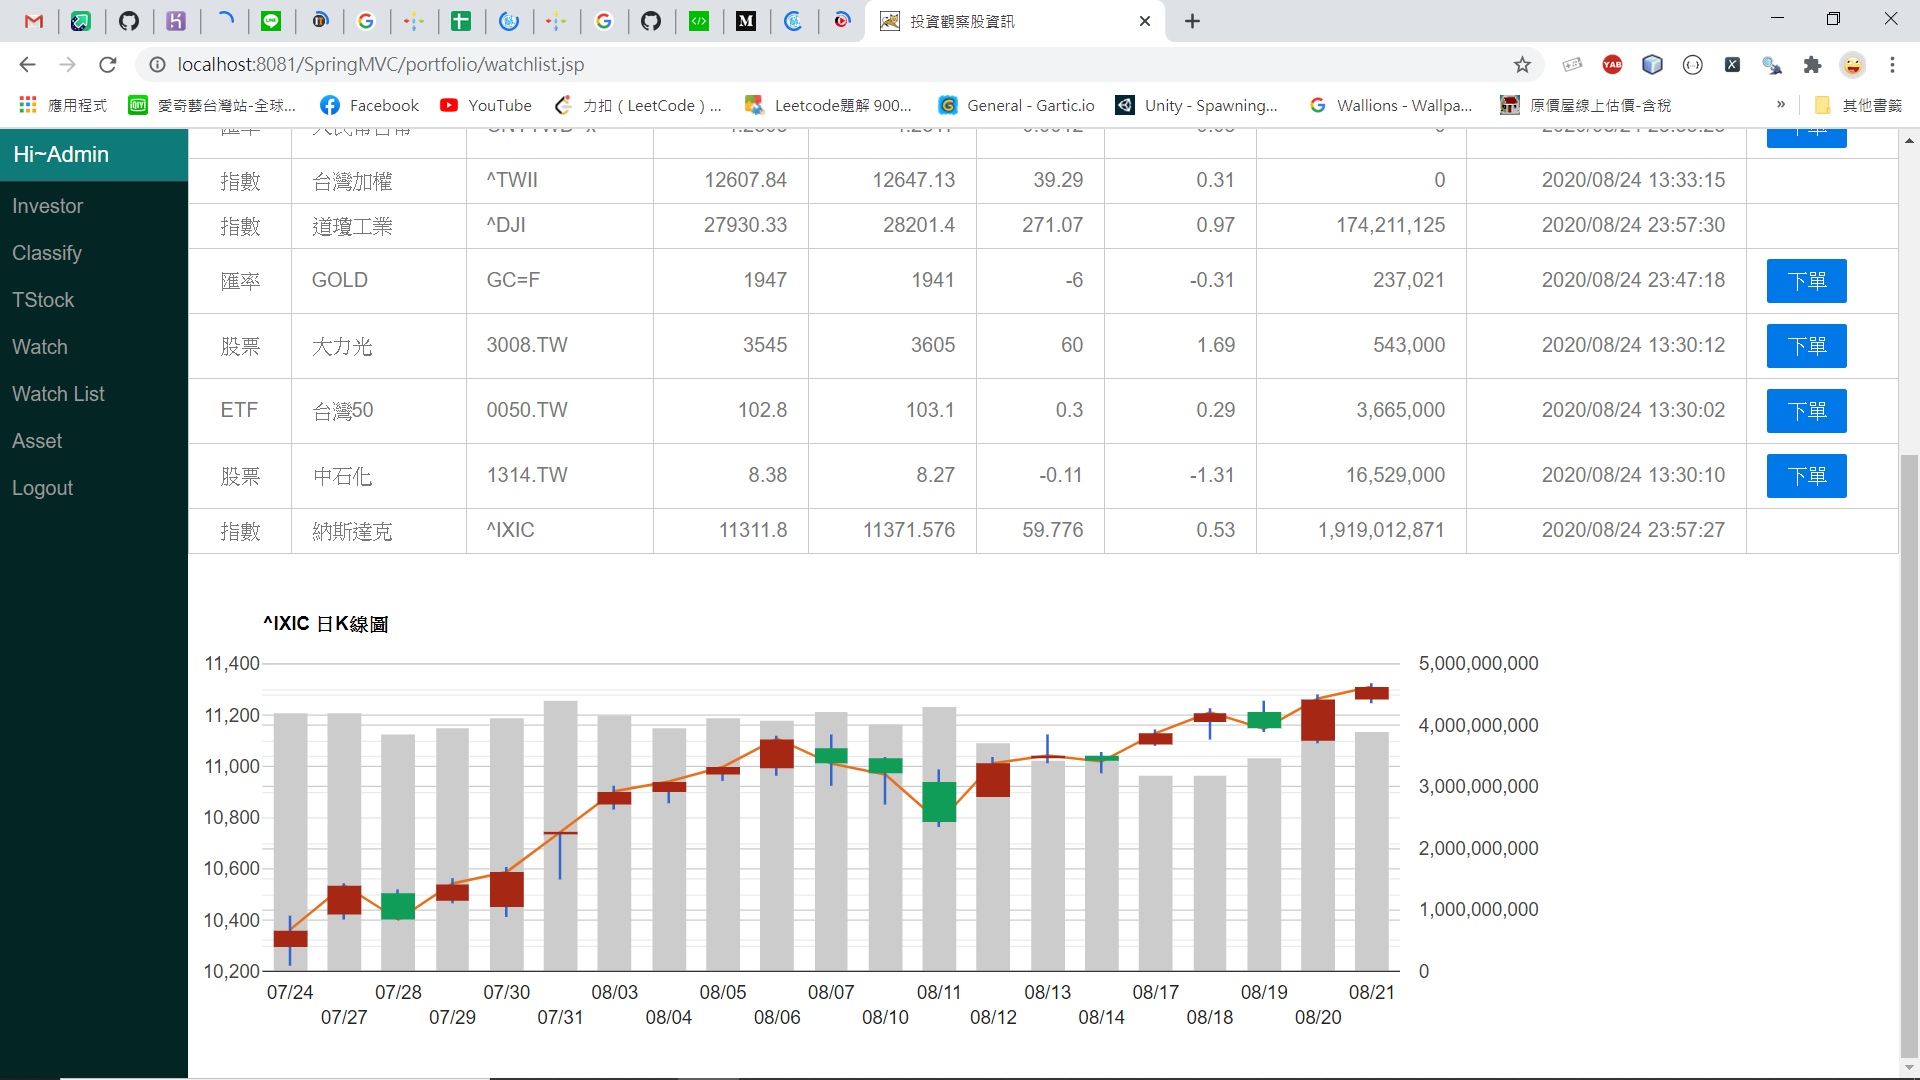 投資觀察股資訊
localhost:8081/SpringMVC/portfolio/watchlist.jsp
YAB
應用程式 愛奇藝台灣站-全球... Facebook YouTube 力扣 ( LeetCode ) ... Leetcode題解 900... General - Gartic.io Unity - Spawning... Wallions - Wallpa... 原價屋線上估價-含稅 » 其他書籤
Hi~Admin
Investor
Classify
TStock
Watch
Watch List
Asset
Logout
指數 台灣加權 ^TWII 12607.84 12647.13 39.29 0.31 0 2020/08/24 13:33:15
指數 道瓊工業 ^DJI 27930.33 28201.4 271.07 0.97 174,211,125 2020/08/24 23:57:30
匯率 GOLD GC=F 1947 1941 -6 -0.31 237,021 2020/08/24 23:47:18 下單
股票 大力光 3008.TW 3545 3605 60 1.69 543,000 2020/08/24 13:30:12 下單
ETF 台灣50 0050.TW 102.8 103.1 0.3 0.29 3,665,000 2020/08/24 13:30:02 下單
股票 中石化 1314.TW 8.38 8.27 -0.11 -1.31 16,529,000 2020/08/24 13:30:10 下單
指數 納斯達克 ^IXIC 11311.8 11371.576 59.776 0.53 1,919,012,871 2020/08/24 23:57:27
^IXIC 日K線圖
11,400 5,000,000,000
11,200 4,000,000,000
11,000
10,800 3,000,000,000
10,600 2,000,000,000
10,400 1,000,000,000
10,200 0
07/24 07/28 07/30 08/03 08/05 08/07 08/11 08/13 08/17 08/19 08/21
07/27 07/29 07/31 08/04 08/06 08/10 08/12 08/14 08/18 08/20